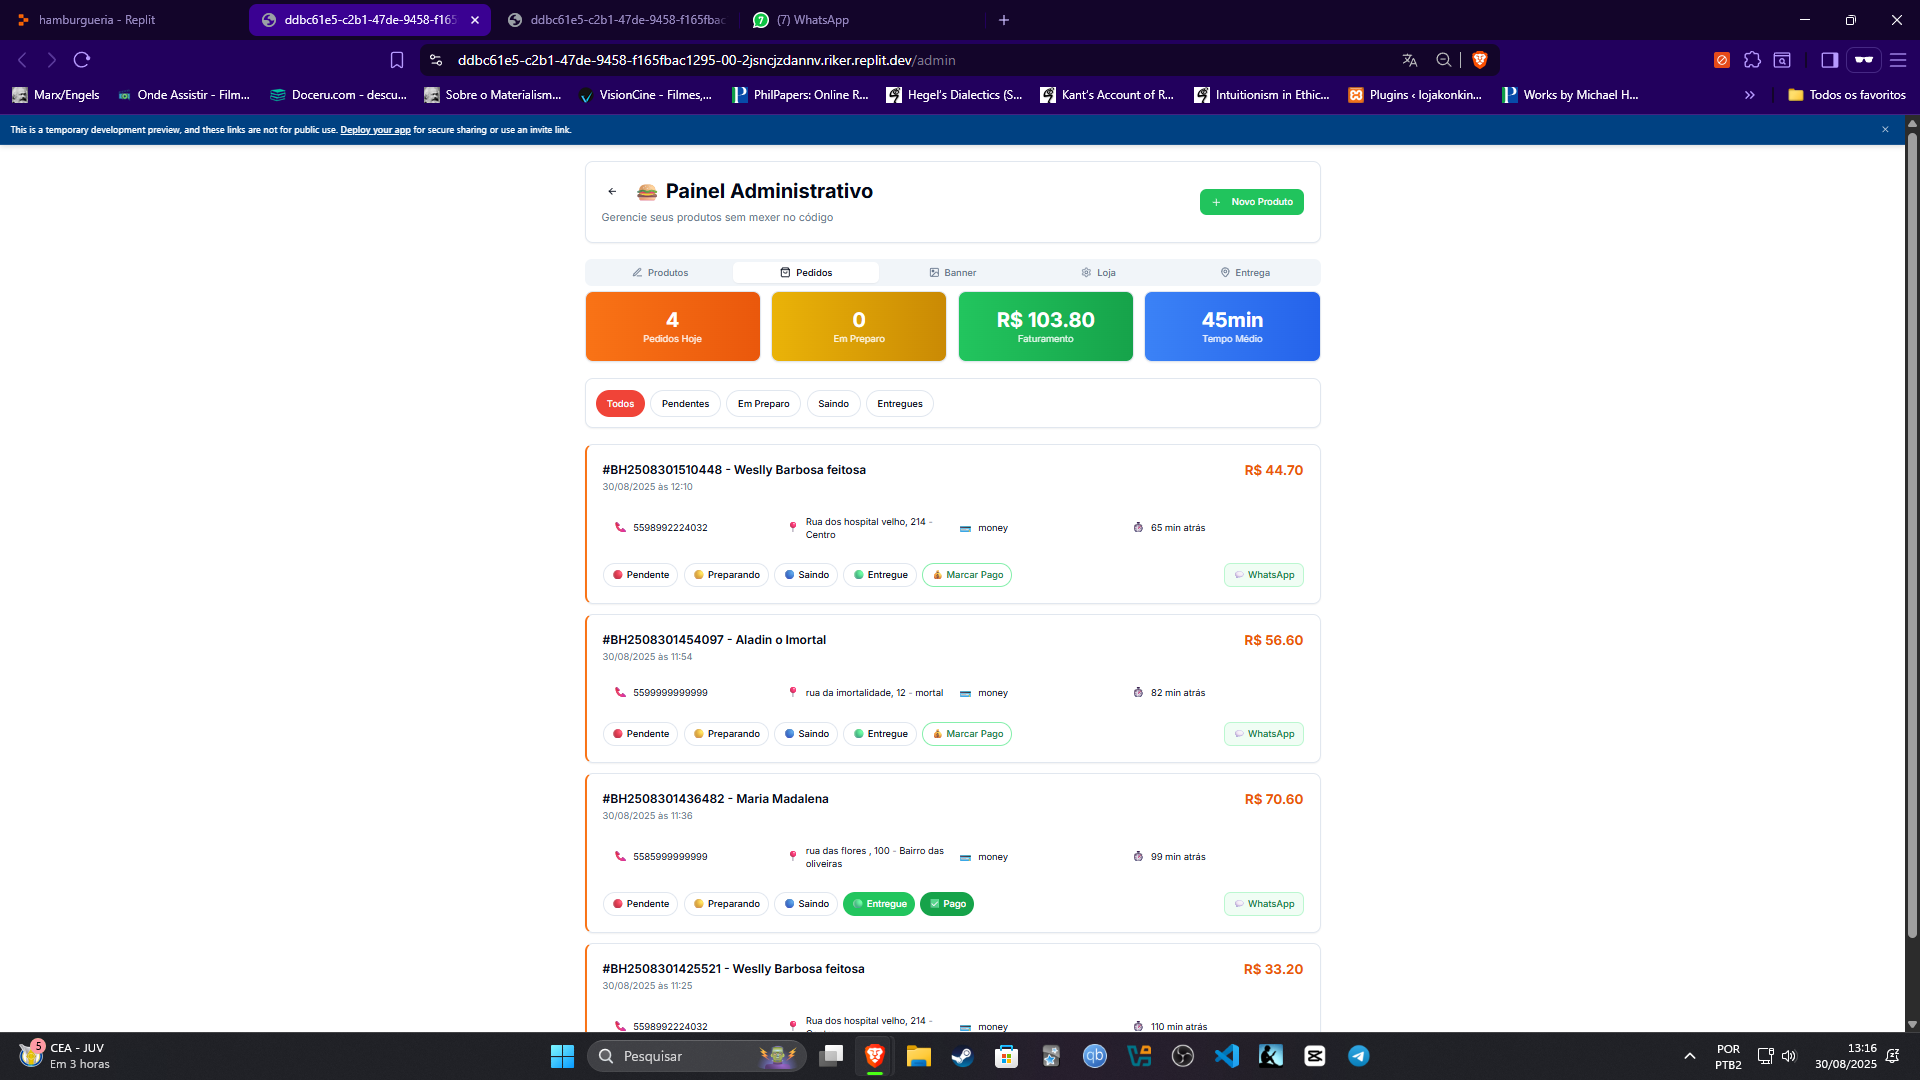 hamburgueria - Replit
ddbc61e5-c2b1-47de-9458-f165
ddbc61e5-c2b1-47de-9458-f165fbac
(7) WhatsApp
ddbc61e5-c2b1-47de-9458-f165fbac1295-00-2jsncjzdannv.riker.replit.dev/admin
Marx/Engels
Onde Assistir - Film...
Doceru.com - descu...
Sobre o Materialism...
VisionCine - Filmes,...
PhilPapers: Online R...
Hegel's Dialectics (S...
Kant's Account of R...
Intuitionism in Ethic...
Plugins ‹ lojakonkin...
Works by Michael H...
Todos os favoritos
This is a temporary development preview, and these links are not for public use. Deploy your app for secure sharing or use an invite link.
Painel Administrativo
Gerencie seus produtos sem mexer no código
Novo Produto
Produtos
Pedidos
Banner
Loja
Entrega
4
Pedidos Hoje
0
Em Preparo
R$ 103.80
Faturamento
45min
Tempo Médio
Todos
Pendentes
Em Preparo
Saindo
Entregues
#BH2508301510448 - Weslly Barbosa feitosa
R$ 44.70
30/08/2025 às 12:10
5598992224032
Rua dos hospital velho, 214 -
Centro
money
65 min atrás
Pendente
Preparando
Saindo
Entregue
Marcar Pago
WhatsApp
#BH2508301454097 - Aladin o Imortal
R$ 56.60
30/08/2025 às 11:54
5599999999999
rua da imortalidade, 12 - mortal
money
82 min atrás
Pendente
Preparando
Saindo
Entregue
Marcar Pago
WhatsApp
#BH2508301436482 - Maria Madalena
R$ 70.60
30/08/2025 às 11:36
5585999999999
rua das flores , 100 - Bairro das
oliveiras
money
99 min atrás
Pendente
Preparando
Saindo
Entregue
Pago
WhatsApp
#BH2508301425521 - Weslly Barbosa feitosa
R$ 33.20
30/08/2025 às 11:25
5598992224032
Rua dos hospital velho, 214 -
money
110 min atrás
5
CEA - JUV
Em 3 horas
Pesquisar
qb
POR
PTB2
13:16
30/08/2025